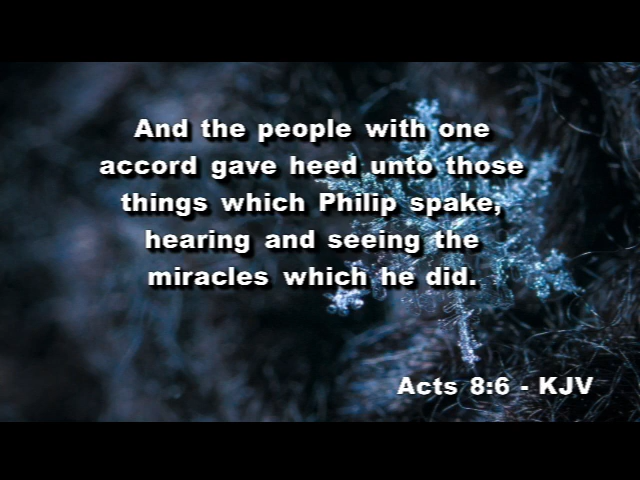 And the people with one
accord gave heed unto those
things which Philip spake,
hearing and seeing the
miracles which he did.
Acts 8:6 - KJV